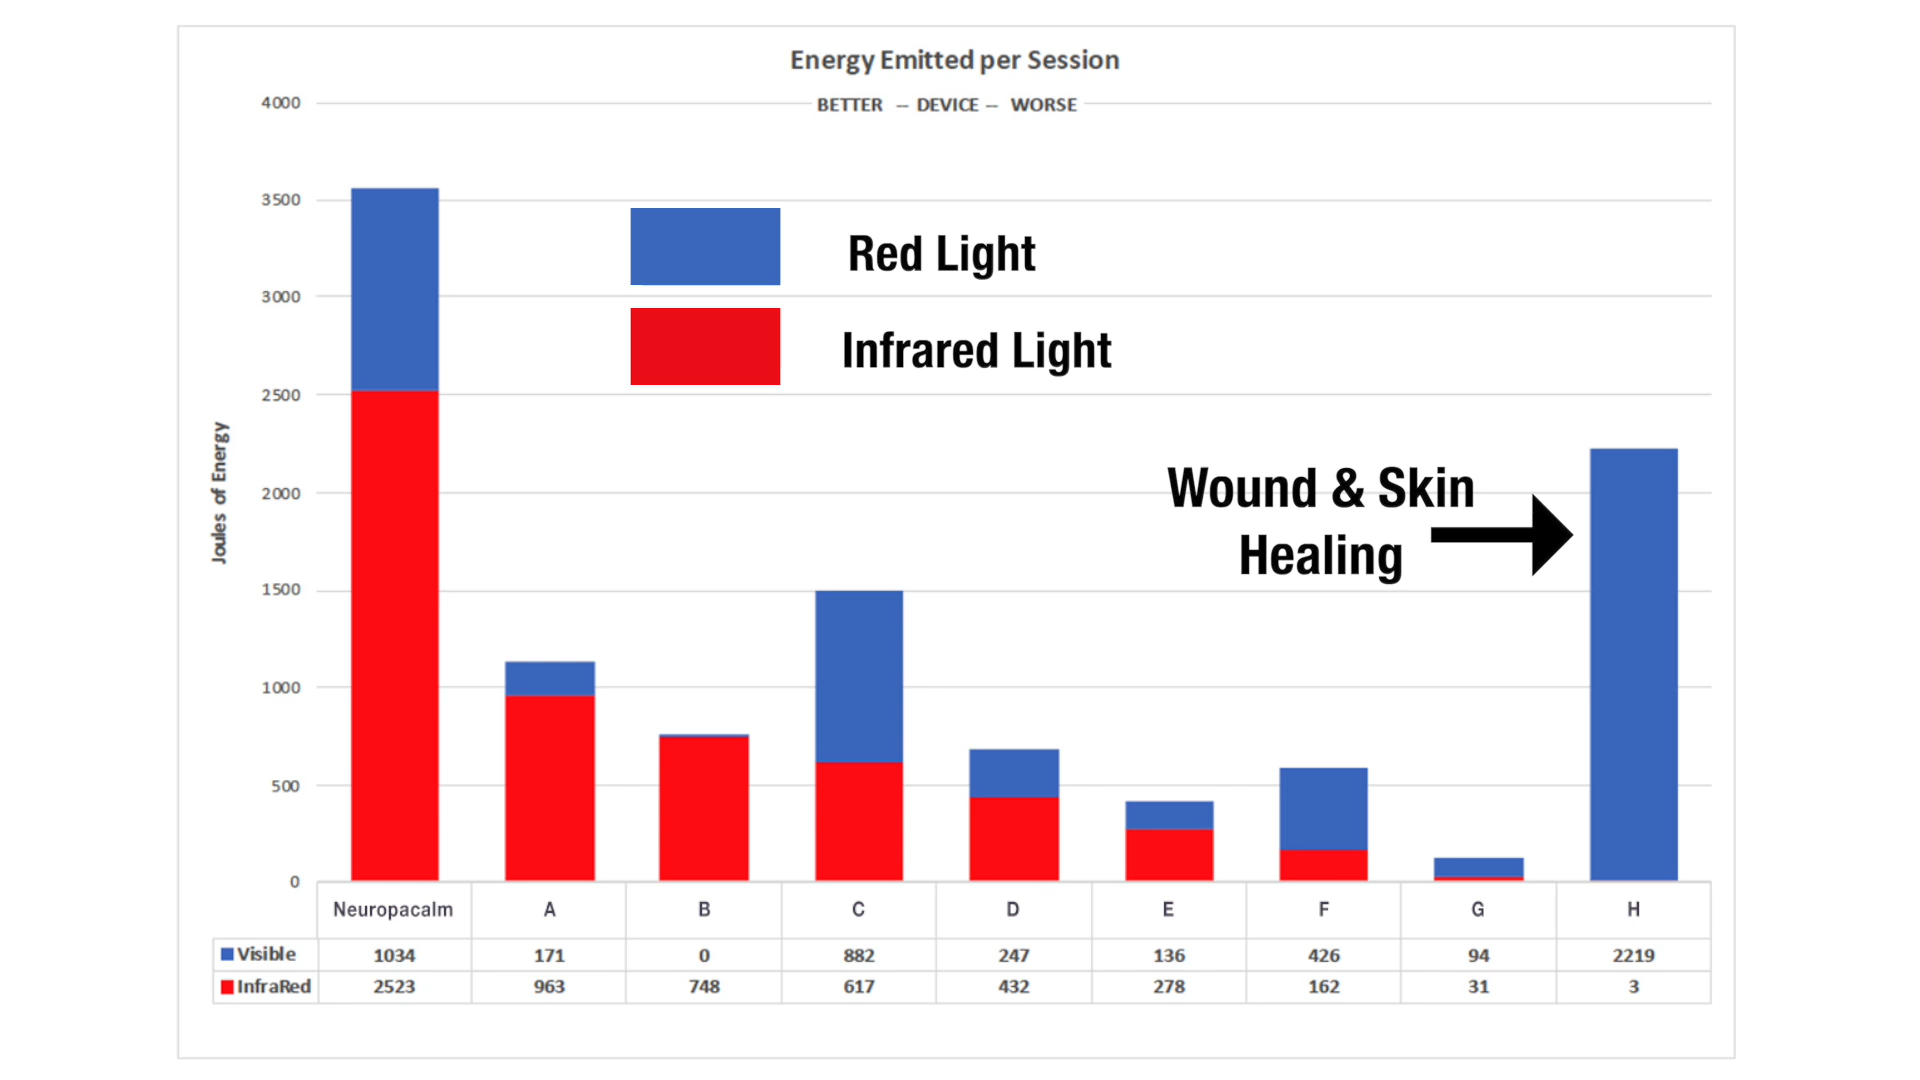 Energy Emitted per Session
BETTER -- DEVICE -- WORSE
4000
3500
3000
2500
2000
1500
1000
500
0
Joules of Energy
Red Light
Infrared Light
Wound & Skin
Healing
Neuropacalm A B C D E F G H
Visible 1034 171 0 882 247 136 426 94 2219
InfraRed 2523 963 748 617 432 278 162 31 3